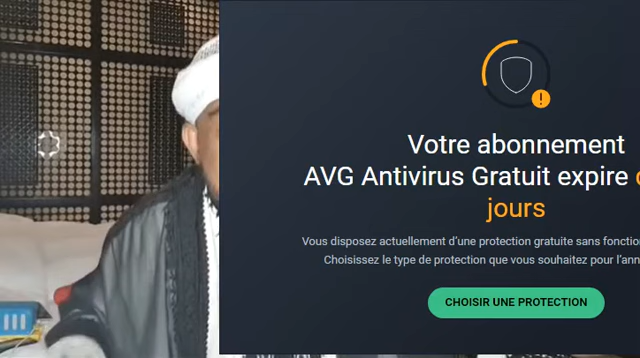 !
Votre abonnement
AVG Antivirus Gratuit expire
jours
Vous disposez actuellement d'une protection gratuite sans
Choisissez le type de protection que vous souhaitez pour
CHOISIR UNE PROTECTION